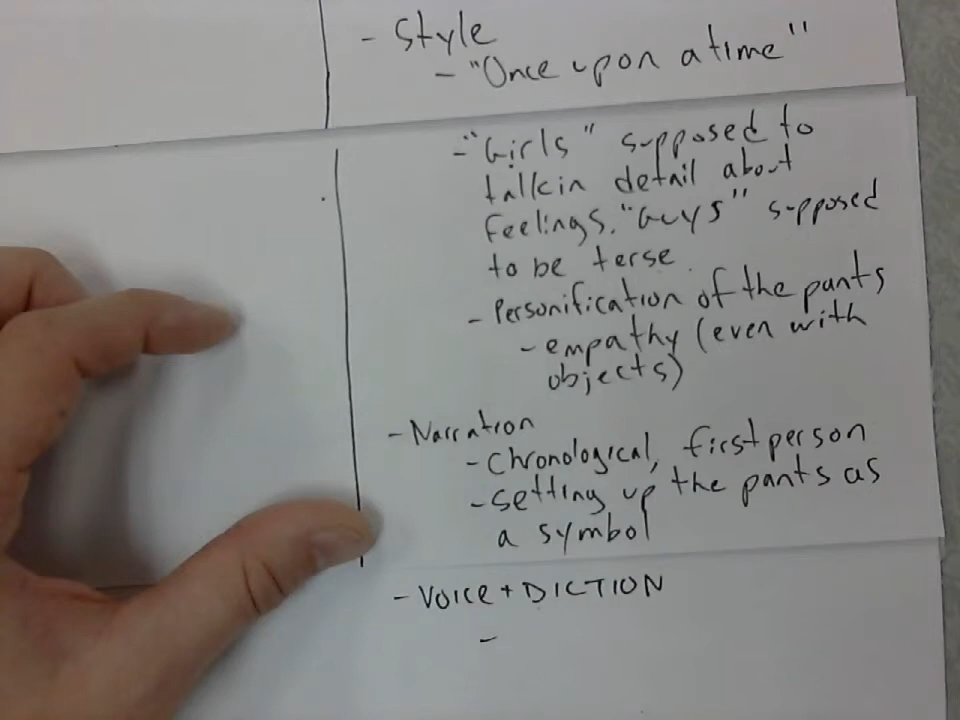 - Style
- "Once upon a time"
- "Girls" supposed to
talk in detail about
feelings. "Guys" supposed
to be terse.
- Personification of the pants
- empathy (even with
objects)
- Narration
- Chronological, first person
- setting up the pants as
a symbol
- VOICE + DICTION
-